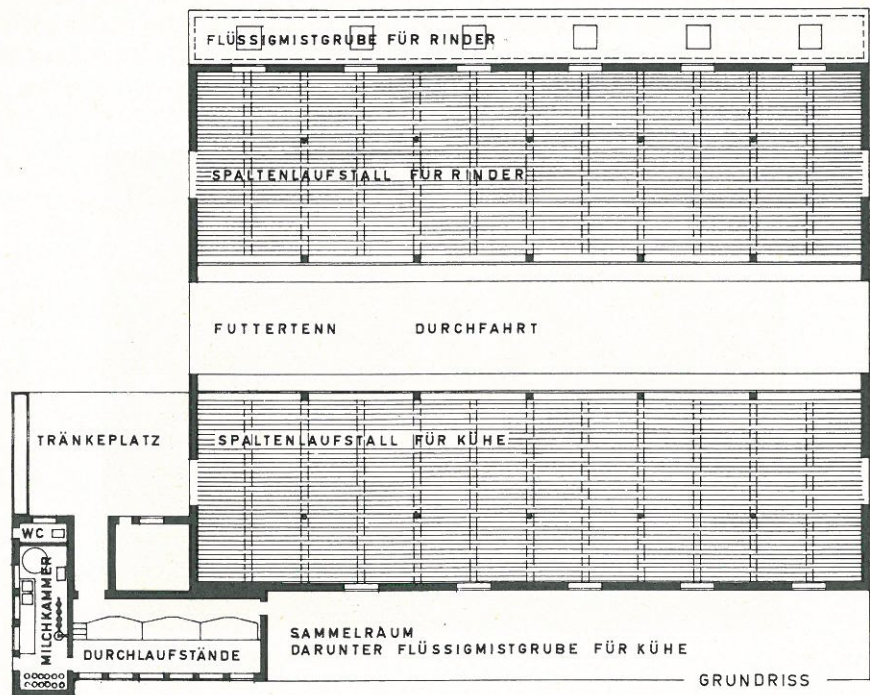 FLÜSSIGMISTGRUBE FÜR RINDER
SPALTENLAUFSTALL FÜR RINDER
FUTTERTENN DURCHFAHRT
TRÄNKEPLATZ
SPALTENLAUFSTALL FÜR KÜHE
WC
MILCHKAMMER
DURCHLAUFSTÄNDE
SAMMELRAUM
DARUNTER FLÜSSIGMISTGRUBE FÜR KÜHE
GRUNDRISS